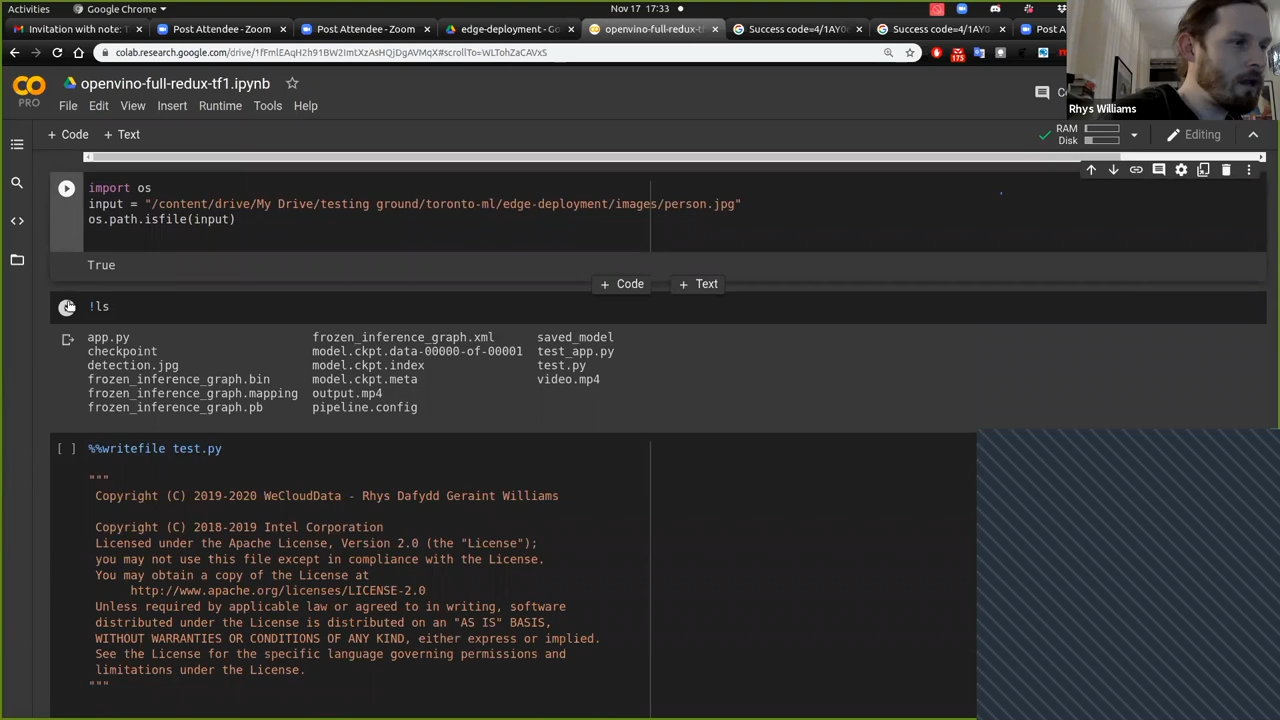 Activities
Google Chrome
Nov 17 17:33
Invitation with note:
Post Attendee - Zoom
Post Attendee - Zoom
edge-deployment - Go
openvino-full-redux-tf1
Success code=4/1AY0e
Success code=4/1AY0
Post A
colab.research.google.com/drive/1fFmlEAqH2h91BW2ImtXzAsHQjDgAVMqX#scrollTo=WLTohZaCAVxS
175
CO
PRO
openvino-full-redux-tf1.ipynb
File Edit View Insert Runtime Tools Help
Rhys Williams
+ Code + Text
RAM
Disk
Editing
import os
input = "/content/drive/My Drive/testing ground/toronto-ml/edge-deployment/images/person.jpg"
os.path.isfile(input)
True
+ Code + Text
!ls
app.py frozen_inference_graph.xml saved_model
checkpoint model.ckpt.data-00000-of-00001 test_app.py
detection.jpg model.ckpt.index test.py
frozen_inference_graph.bin model.ckpt.meta video.mp4
frozen_inference_graph.mapping output.mp4
frozen_inference_graph.pb pipeline.config
[ ] %%writefile test.py
"""
Copyright (C) 2019-2020 WeCloudData - Rhys Dafydd Geraint Williams
Copyright (C) 2018-2019 Intel Corporation
Licensed under the Apache License, Version 2.0 (the "License");
you may not use this file except in compliance with the License.
You may obtain a copy of the License at
http://www.apache.org/licenses/LICENSE-2.0
Unless required by applicable law or agreed to in writing, software
distributed under the License is distributed on an "AS IS" BASIS,
WITHOUT WARRANTIES OR CONDITIONS OF ANY KIND, either express or implied.
See the License for the specific language governing permissions and
limitations under the License.
"""